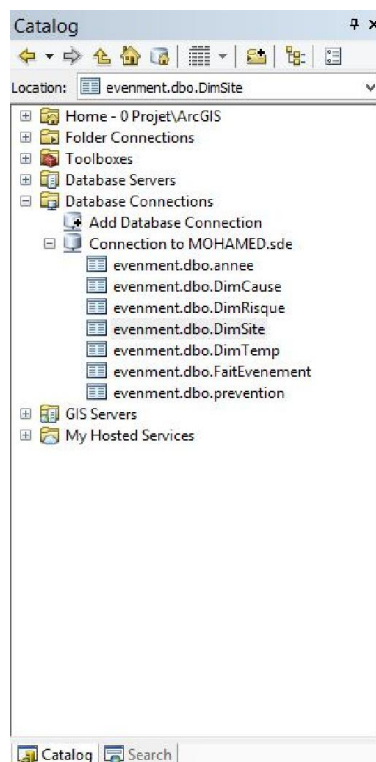 Catalog
Location: evenment.dbo.DimSite
Home - 0 Projet\ArcGIS
Folder Connections
Toolboxes
Database Servers
Database Connections
Add Database Connection
Connection to MOHAMED.sde
evenment.dbo.annee
evenment.dbo.DimCause
evenment.dbo.DimRisque
evenment.dbo.DimSite
evenment.dbo.DimTemp
evenment.dbo.FaitEvenement
evenment.dbo.prevention
GIS Servers
My Hosted Services
Catalog Search